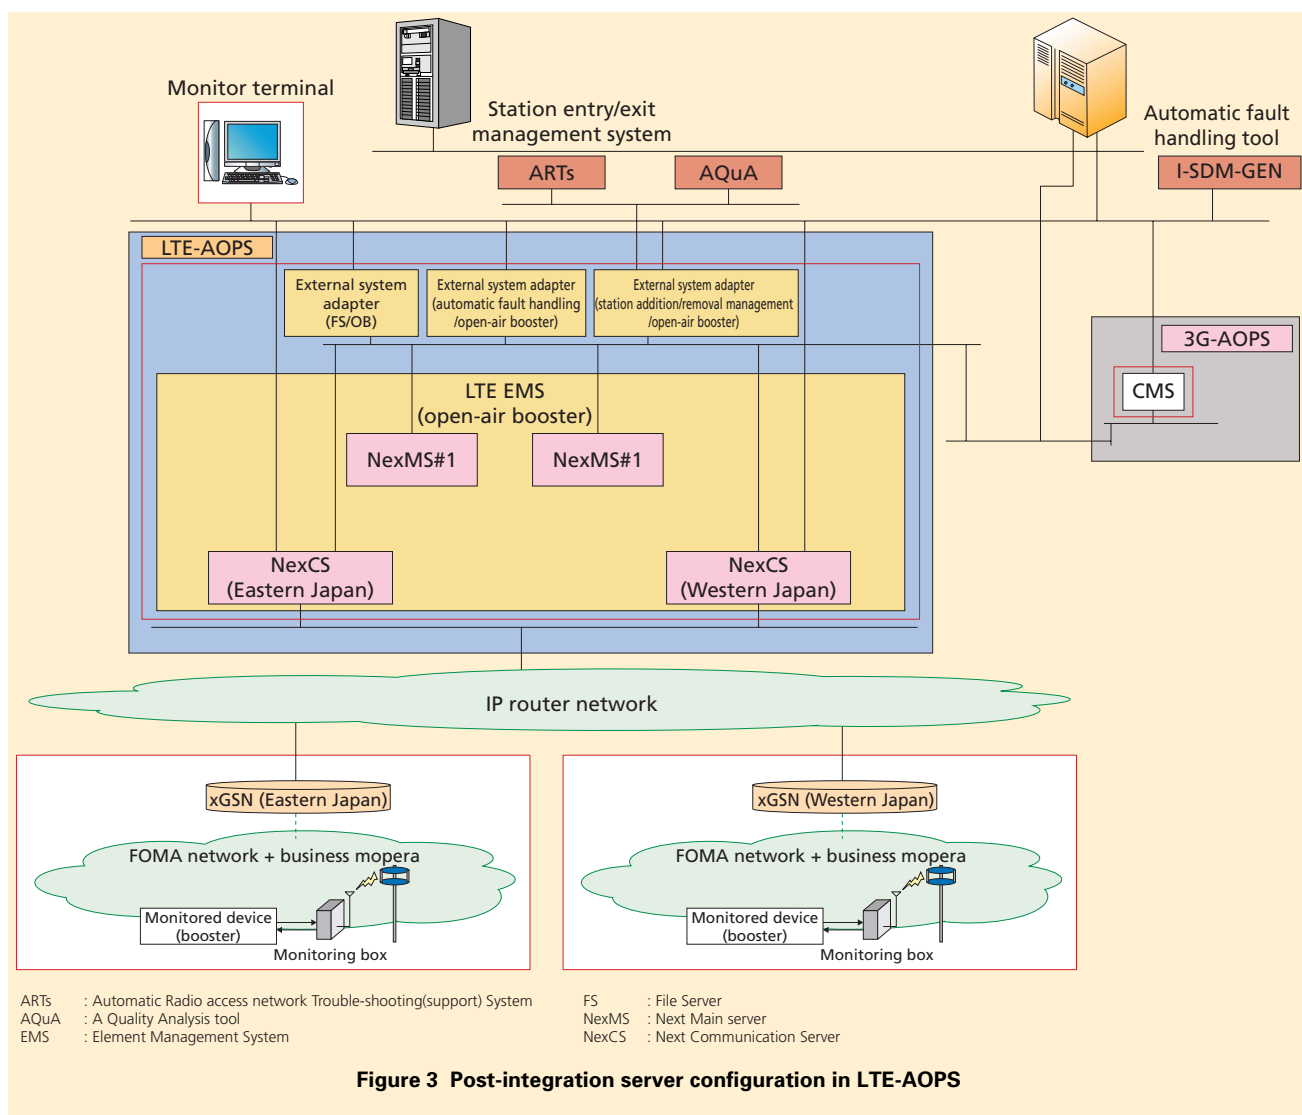 Monitor terminal
Station entry/exit
management system
Automatic fault
handling tool
ARTs
AQuA
I-SDM-GEN
LTE-AOPS
External system
adapter
(FS/OB)
External system adapter
(automatic fault handling
/open-air booster)
External system adapter
(station addition/removal management
/open-air booster)
3G-AOPS
CMS
LTE EMS
(open-air booster)
NexMS#1
NexMS#1
NexCS
(Eastern Japan)
NexCS
(Western Japan)
IP router network
xGSN (Eastern Japan)
FOMA network + business mopera
Monitored device
(booster)
Monitoring box
xGSN (Western Japan)
FOMA network + business mopera
Monitored device
(booster)
Monitoring box
ARTs : Automatic Radio access network Trouble-shooting(support) System
AQuA : A Quality Analysis tool
EMS : Element Management System
FS : File Server
NexMS : Next Main server
NexCS : Next Communication Server
Figure 3 Post-integration server configuration in LTE-AOPS